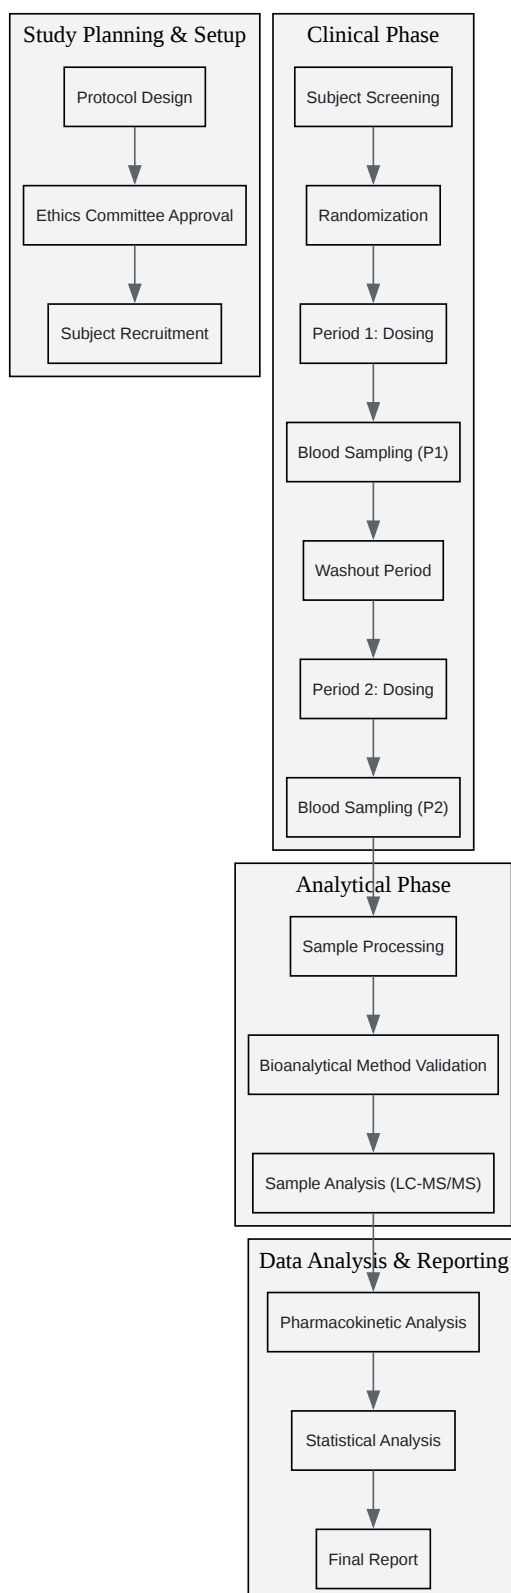 Study Planning & Setup
Protocol Design
Ethics Committee Approval
Subject Recruitment
Clinical Phase
Subject Screening
Randomization
Period 1: Dosing
Blood Sampling (P1)
Washout Period
Period 2: Dosing
Blood Sampling (P2)
Analytical Phase
Sample Processing
Bioanalytical Method Validation
Sample Analysis (LC-MS/MS)
Data Analysis & Reporting
Pharmacokinetic Analysis
Statistical Analysis
Final Report